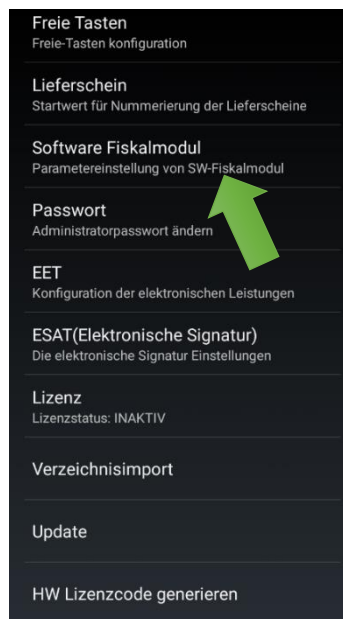 Freie Tasten
Freie-Tasten konfiguration
Lieferschein
Startwert für Nummerierung der Lieferscheine
Software Fiskalmodul
Parametereinstellung von SW-Fiskalmodul
Passwort
Administratorpasswort ändern
EET
Konfiguration der elektronischen Leistungen
ESAT(Elektronische Signatur)
Die elektronische Signatur Einstellungen
Lizenz
Lizenzstatus: INAKTIV
Verzeichnisimport
Update
HW Lizenzcode generieren